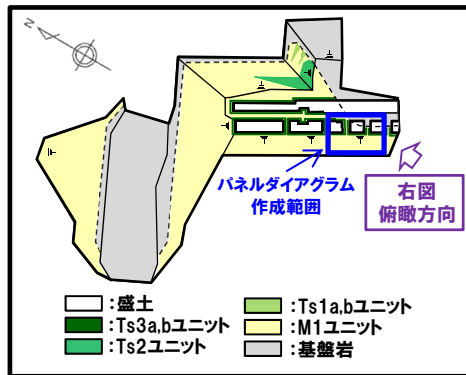 N
パネルダイアグラム
作成範囲
右図
俯瞰方向
:盛土
:Ts3a,bユニット
:Ts2ユニット
:Ts1a,bユニット
:M1ユニット
:基盤岩